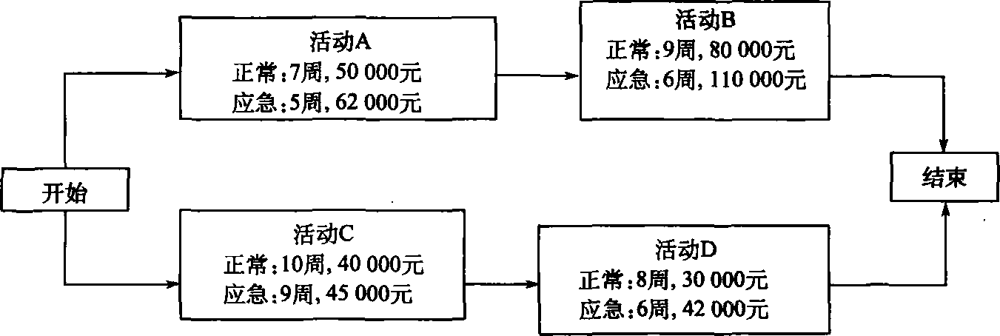 活动A
正常:7周, 50 000元
应急:5周, 62 000元
活动B
正常:9周, 80 000元
应急:6周, 110 000元
开始
结束
活动C
正常:10周, 40 000元
应急:9周, 45 000元
活动D
正常:8周, 30 000元
应急:6周, 42 000元